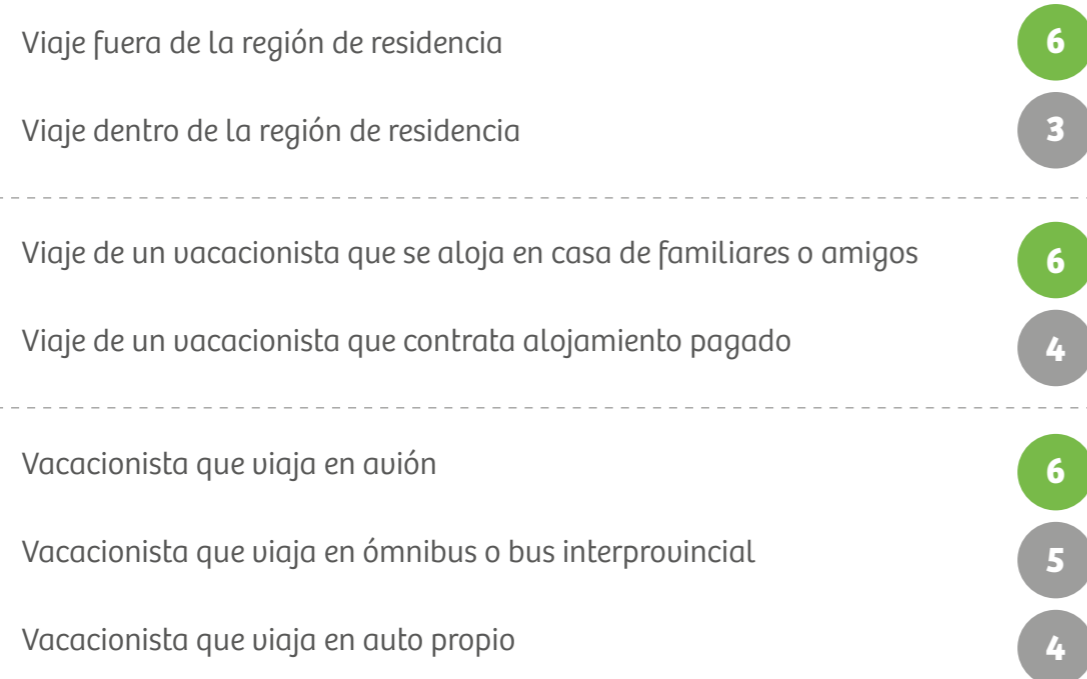 Viaje fuera de la región de residencia 6
Viaje dentro de la región de residencia 3
Viaje de un vacacionista que se aloja en casa de familiares o amigos 6
Viaje de un vacacionista que contrata alojamiento pagado 4
Vacacionista que viaja en avión 6
Vacacionista que viaja en ómnibus o bus interprovincial 5
Vacacionista que viaja en auto propio 4